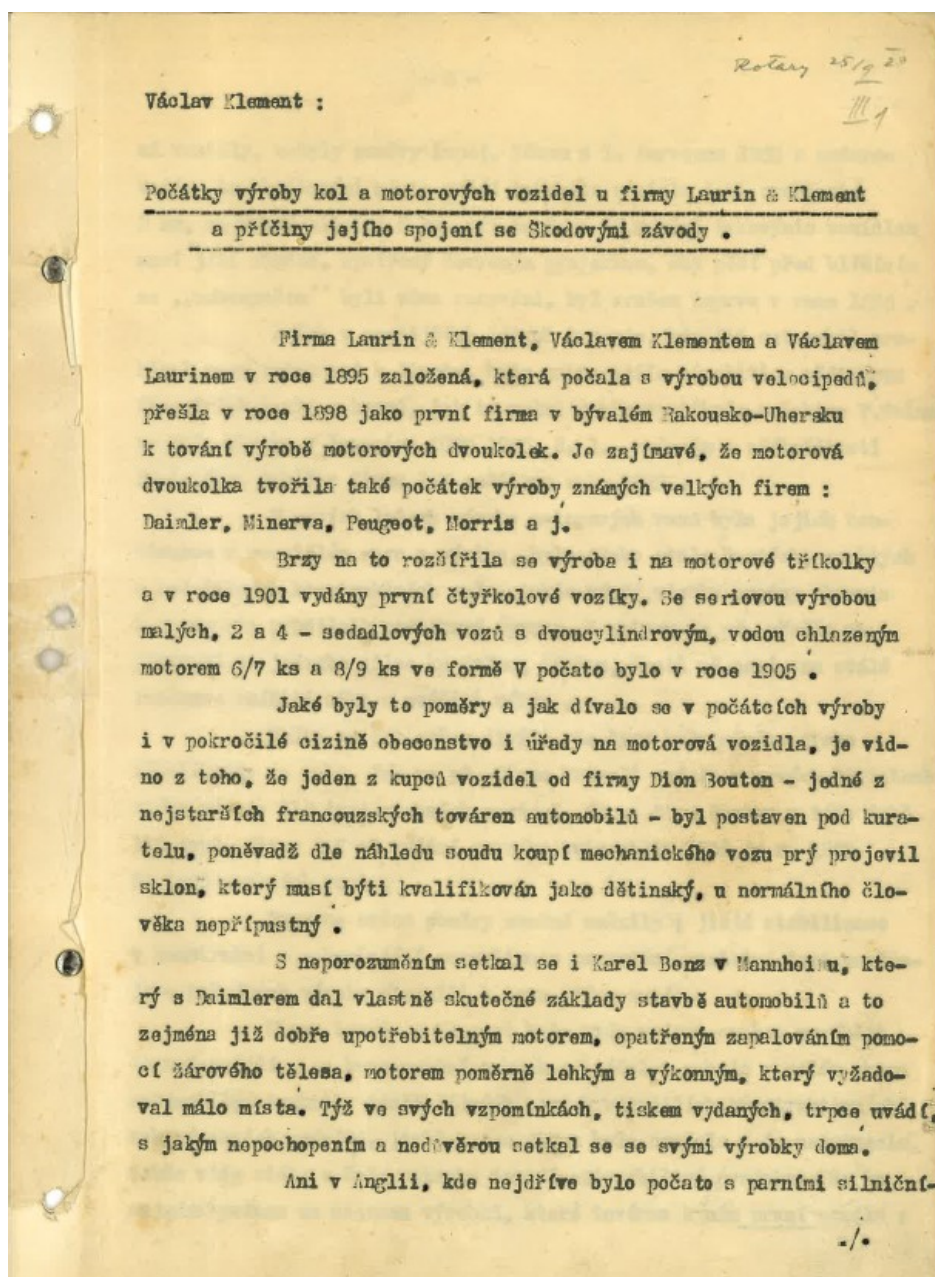 Rotary 25/9 28
III 1
Václav Klement :
Počátky výroby kol a motorových vozidel u firmy Laurin & Klement
a příčiny jejího spojení se Škodovými závody .
Firma Laurin & Klement, Václavem Klementem a Václavem
Laurinem v roce 1895 založená, která počala s výrobou velocipedů,
přešla v roce 1898 jako první firma v bývalém Rakousko-Uhersku
k tování výrobě motorových dvoukolek. Je zajímavé, že motorová
dvoukolka tvořila také počátek výroby známých velkých firem :
Daimler, Minerva, Peugeot, Morris a j.
Brzy na to rozšířila se výroba i na motorové tříkolky
a v roce 1901 vydány první čtyřkolové vozíky. Se seriovou výrobou
malých, 2 a 4 - sedadlových vozů s dvoucylindrovým, vodou chlazeným
motorem 6/7 ks a 8/9 ks ve formě V počato bylo v roce 1905 .
Jaké byly to poměry a jak dívalo se v počátcích výroby
i v pokročilé cizině obecenstvo i úřady na motorová vozidla, je vid-
no z toho, že jeden z kupců vozidel od firmy Dion Bouton - jedné z
nejstarších francouzských továren automobilů - byl postaven pod kura-
telu, poněvadž dle náhledu soudu koupí mechanického vozu prý projevil
sklon, který musí býti kvalifikován jako dětinský, u normálního člo-
věka nepřípustný .
S neporozuměním setkal se i Karel Benz v Mannheimu, kte-
rý s Daimlerem dal vlastně skutečné základy stavbě automobilů a to
zejména již dobře upotřebitelným motorem, opatřeným zapalováním pomo-
cí žárového tělesa, motorem poměrně lehkým a výkonným, který vyžado-
val málo místa. Týž ve svých vzpomínkách, tiskem vydaných, trpce uvádí,
s jakým nepochopením a nedůvěrou setkal se se svými výrobky doma.
Ani v Anglii, kde nejdříve bylo počato s parními silniční-
./.